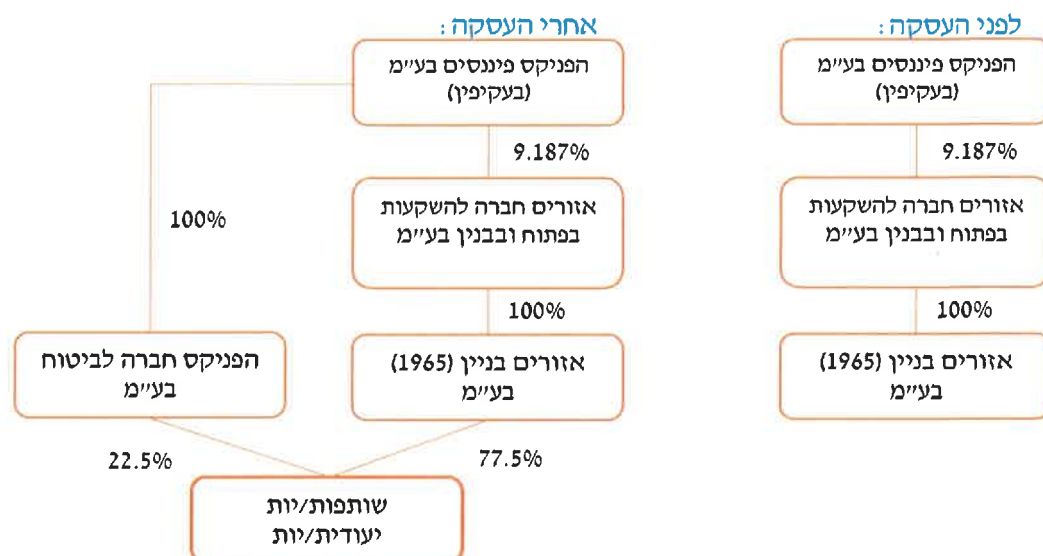 לפני העסקה:
הפניקס פיננסים בע"מ
(בעקיפין)
9.187%
אזורים חברה להשקעות
בפתוח ובבנין בע"מ
100%
אזורים בניין (1965)
בע"מ
אחרי העסקה:
הפניקס פיננסים בע"מ
(בעקיפין)
9.187%
100%
אזורים חברה להשקעות
בפתוח ובבנין בע"מ
100%
אזורים בניין (1965)
בע"מ
הפניקס חברה לביטוח
בע"מ
77.5%
22.5%
שותפות/יות
יעודית/יות